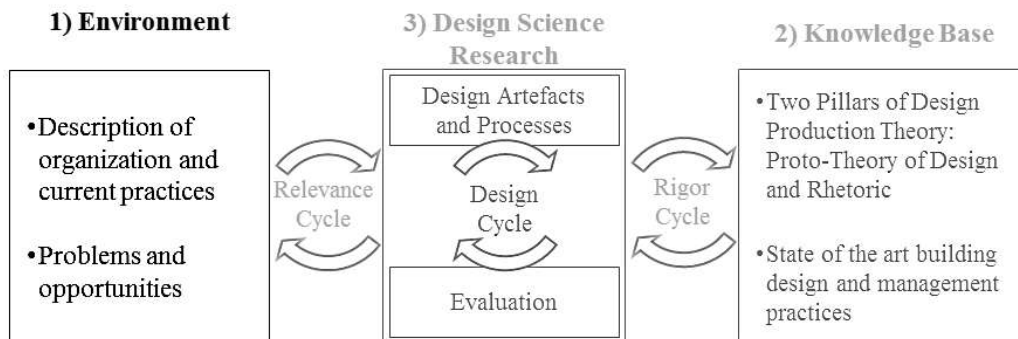 1) Environment
•Description of
organization and
current practices
•Problems and
opportunities
Relevance
Cycle
3) Design Science
Research
Design Artefacts
and Processes
Design
Cycle
Evaluation
Rigor
Cycle
2) Knowledge Base
•Two Pillars of Design
Production Theory:
Proto-Theory of Design
and Rhetoric
•State of the art building
design and management
practices